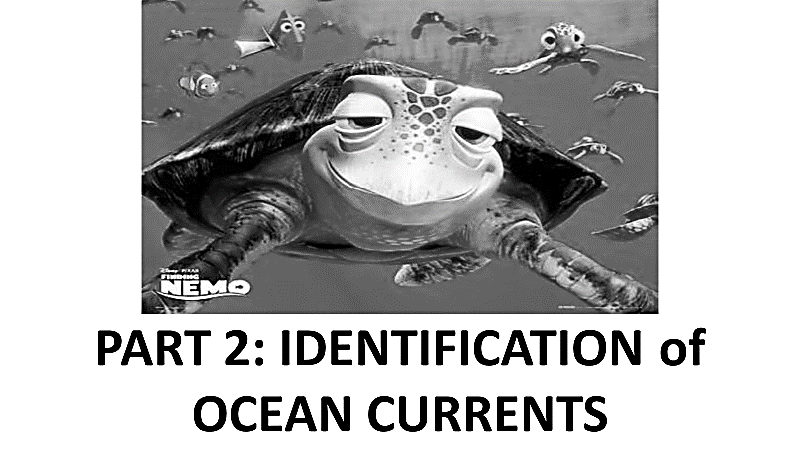 DISNEY · PIXAR
FINDING
NEMO
PART 2: IDENTIFICATION of
OCEAN CURRENTS